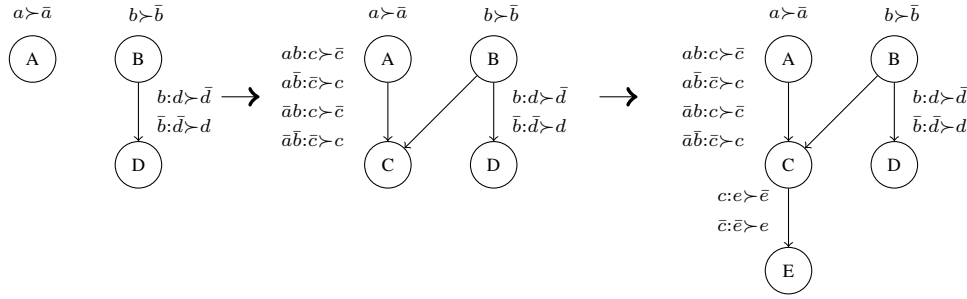 a≻ā
b≻b̄
A
B
b:d≻d̄
b̄:d̄≻d
D
a≻ā
b≻b̄
ab:c≻c̄
ab̄:c̄≻c
āb:c≻c̄
āb̄:c̄≻c
A
B
b:d≻d̄
b̄:d̄≻d
C
D
a≻ā
b≻b̄
ab:c≻c̄
ab̄:c̄≻c
āb:c≻c̄
āb̄:c̄≻c
A
B
b:d≻d̄
b̄:d̄≻d
C
D
c:e≻ē
c̄:ē≻e
E